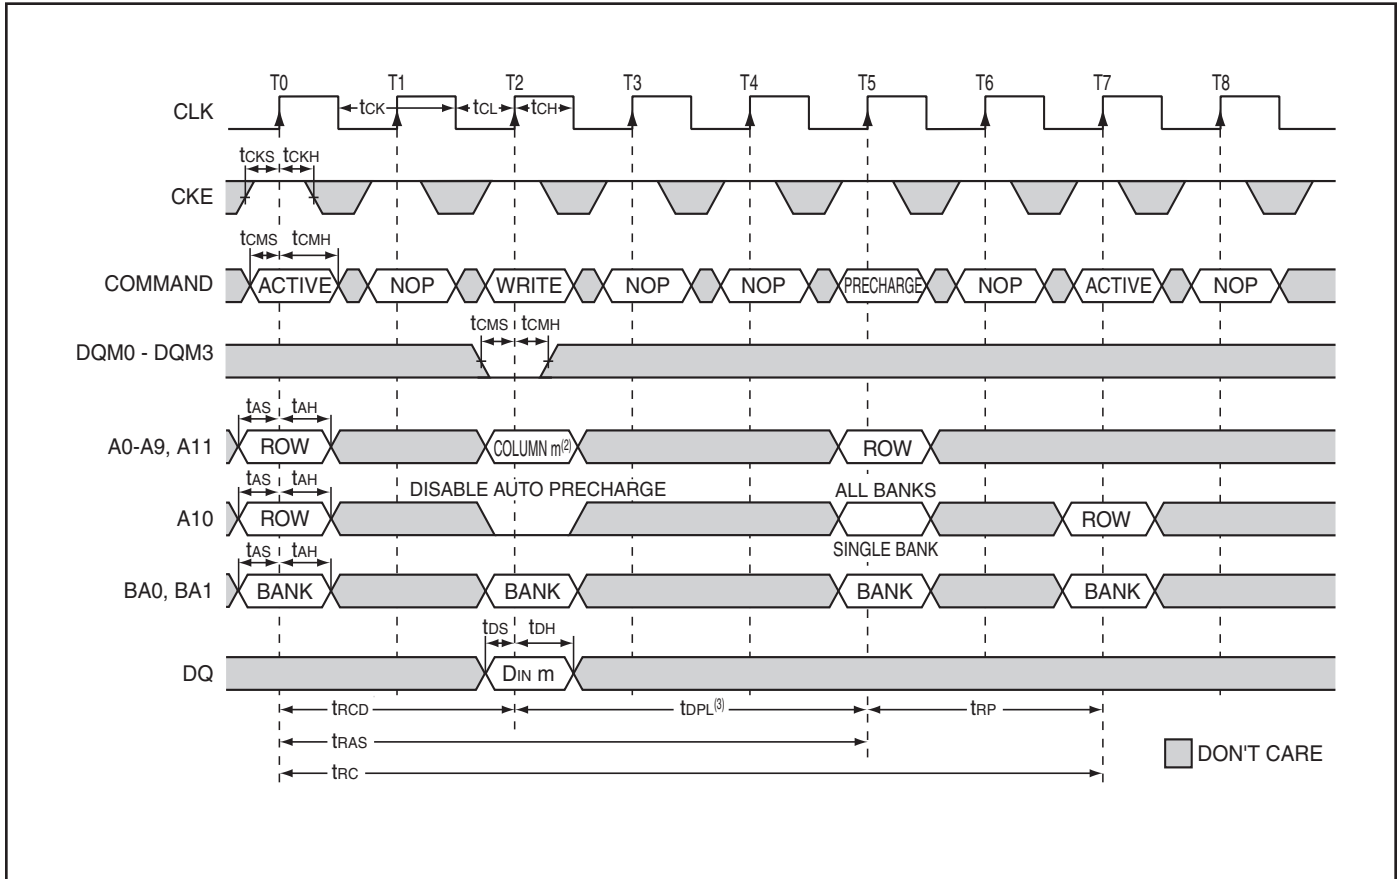 T0 T1 T2 T3 T4 T5 T6 T7 T8
CLK tCK tCL tCH
tCKS tCKH
CKE
tCMS tCMH
COMMAND ACTIVE NOP WRITE NOP NOP PRECHARGE NOP ACTIVE NOP
tCMS tCMH
DQM0 - DQM3
tAS tAH
A0-A9, A11 ROW COLUMN m(2) ROW
tAS tAH DISABLE AUTO PRECHARGE ALL BANKS
A10 ROW ROW
tAS tAH SINGLE BANK
BA0, BA1 BANK BANK BANK BANK
tDS tDH
DQ DIN m
tRCD tDPL(3) tRP
tRAS
tRC
DON'T CARE